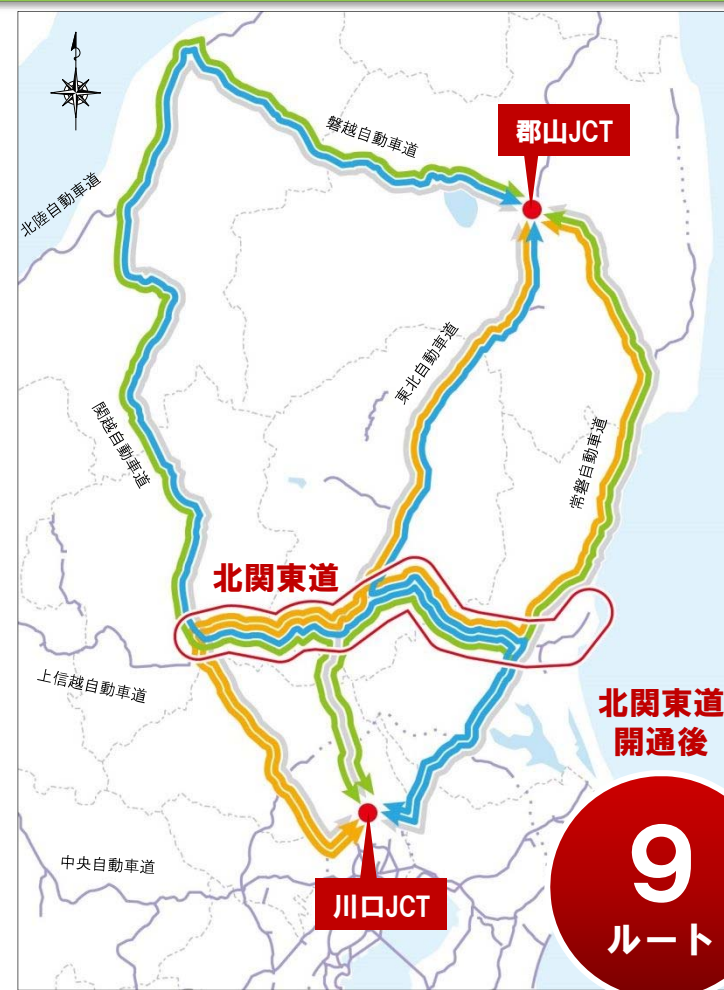 郡山JCT
磐越自動車道
北陸自動車道
東北自動車道
関越自動車道
常磐自動車道
北関東道
上信越自動車道
北関東道
開通後
中央自動車道
9
ルート
川口JCT